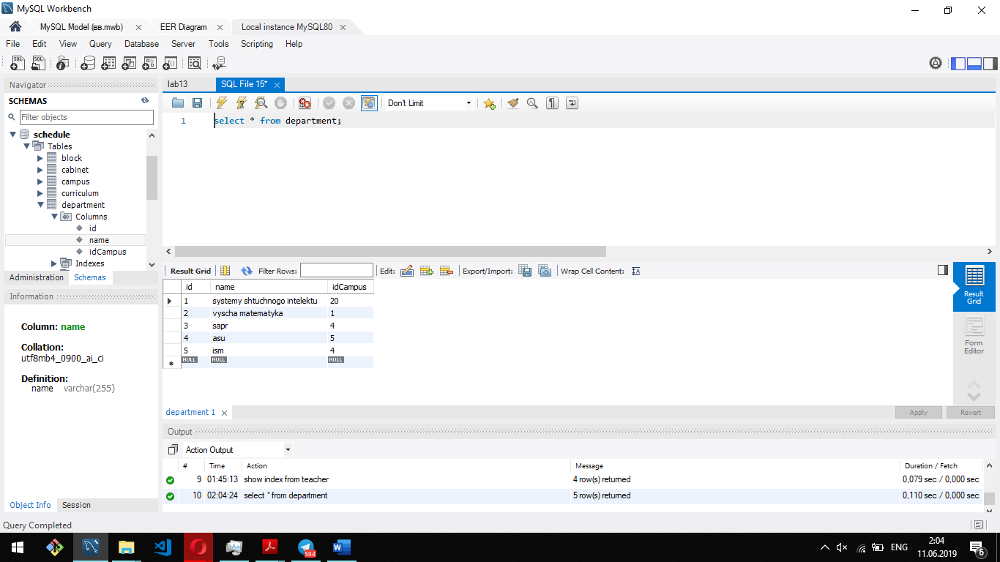 MySQL Workbench
MySQL Model (вв.mwb) EER Diagram Local instance MySQL80
File Edit View Query Database Server Tools Scripting Help
Navigator
SCHEMAS
Filter objects
schedule
Tables
block
cabinet
campus
curriculum
department
Columns
id
name
idCampus
Indexes
Administration Schemas
Information
Column: name
Collation:
utf8mb4_0900_ai_ci
Definition:
name varchar(255)
Object Info Session
lab13 SQL File 15*
Don't Limit
1 select * from department;
Result Grid Filter Rows: Edit: Export/Import: Wrap Cell Content:
id name idCampus
1 systemy shtuchnogo intelektu 20
2 vyscha matematyka 1
3 sapr 4
4 asu 5
5 ism 4
NULL NULL NULL
Result
Grid
Form
Editor
department 1 Apply Revert
Output
Action Output
# Time Action Message Duration / Fetch
9 01:45:13 show index from teacher 4 row(s) returned 0,079 sec / 0,000 sec
10 02:04:24 select * from department 5 row(s) returned 0,110 sec / 0,000 sec
Query Completed
594
ENG
2:04
11.06.2019
6